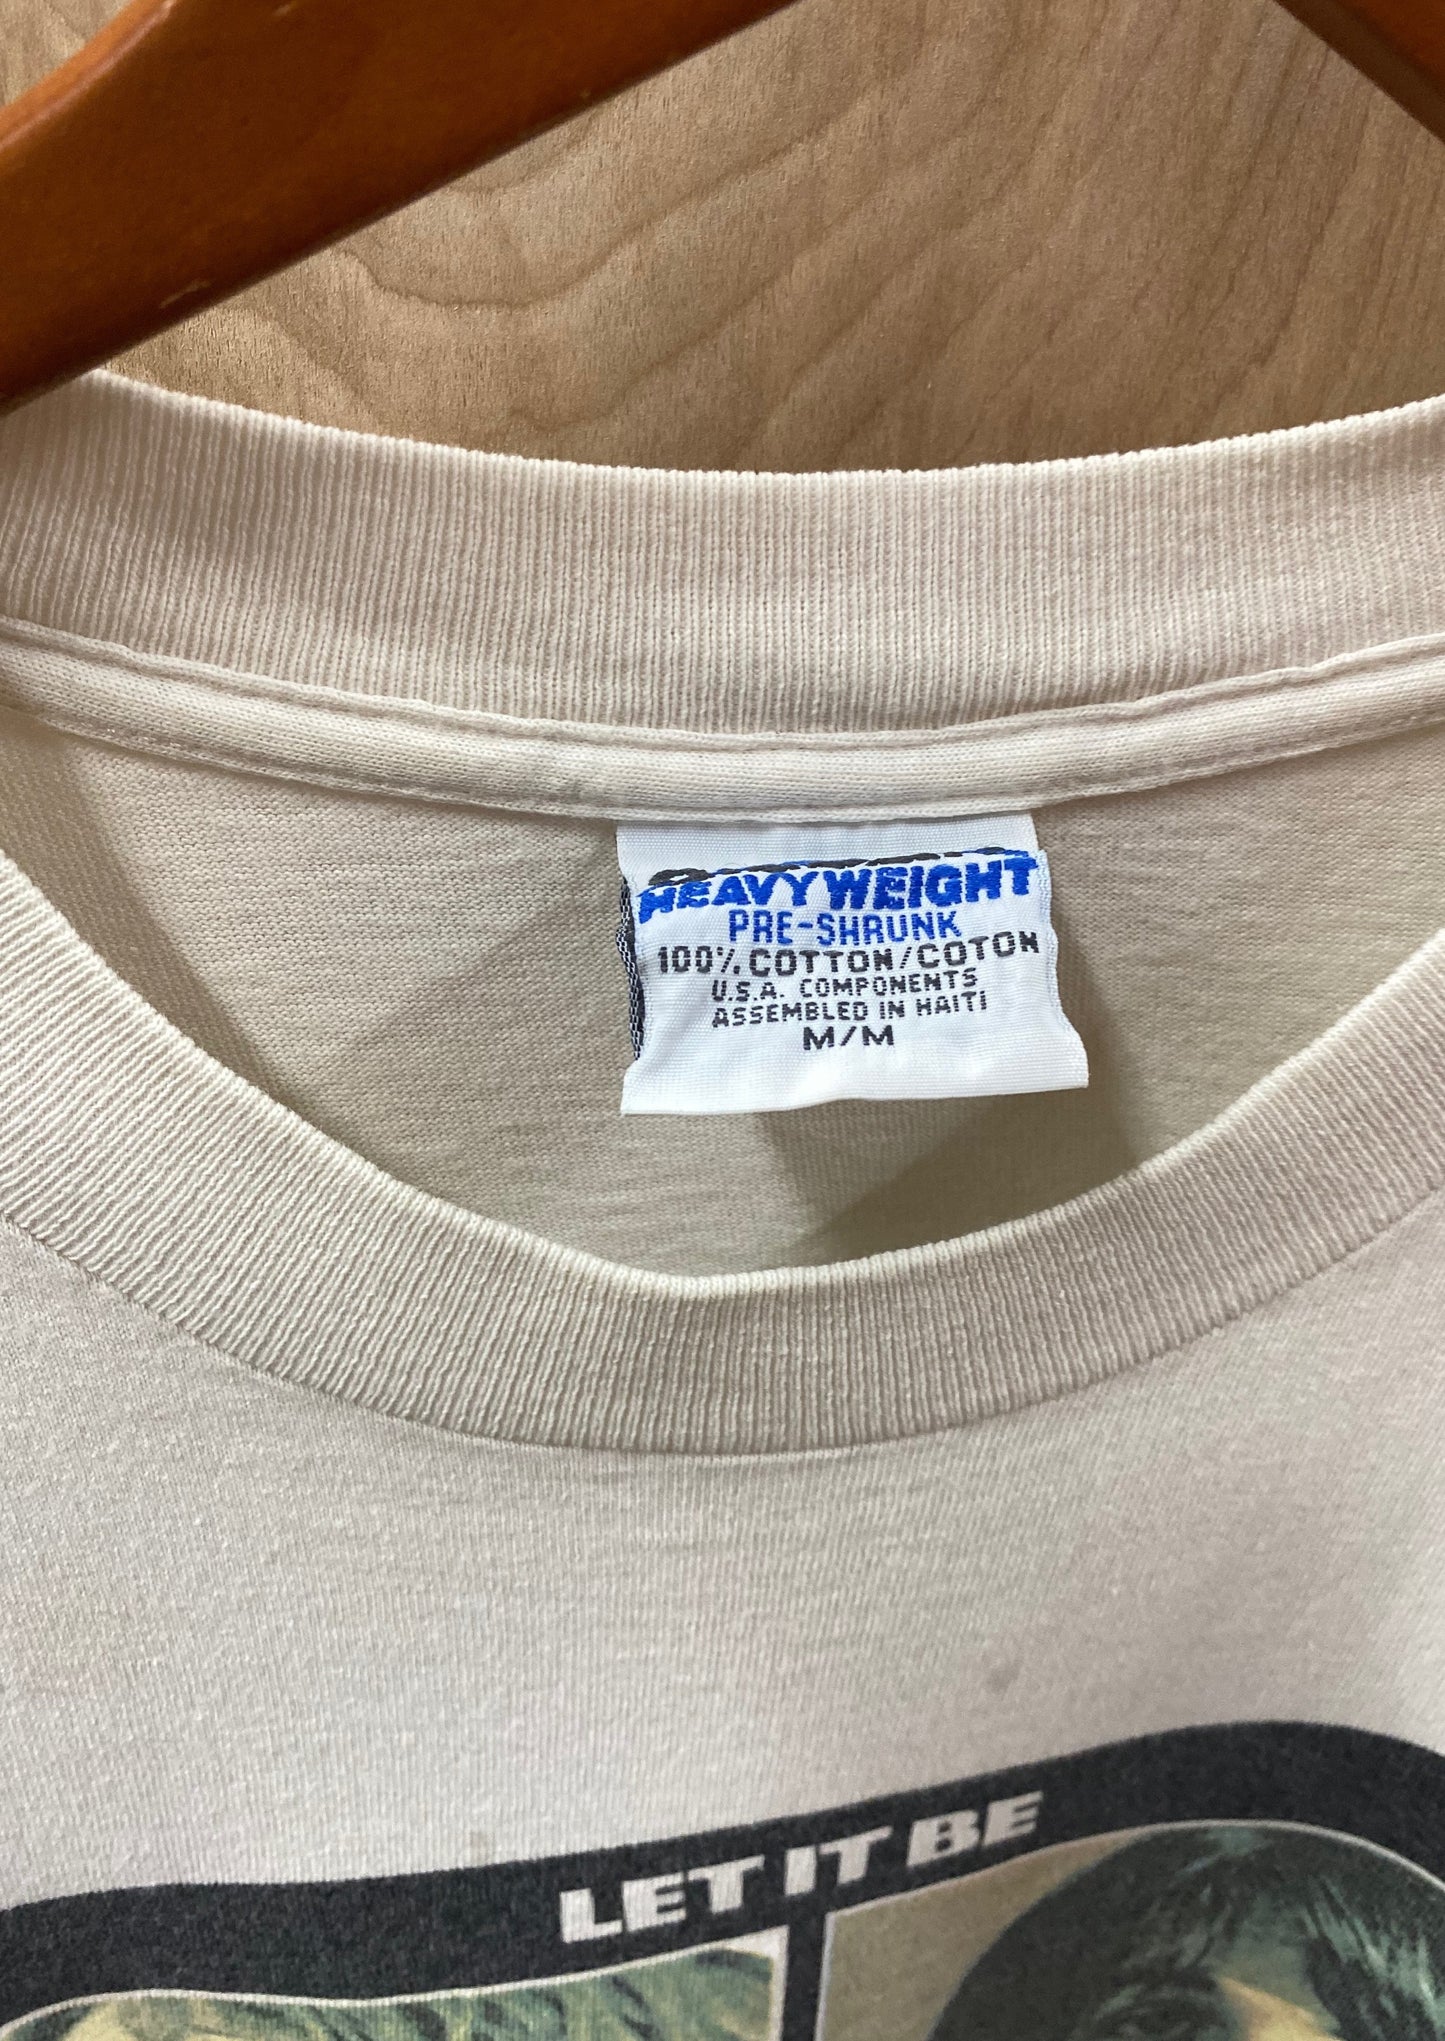 HEAVYWEIGHT
PRE-SHRUNK
100% COTTON/COTON
U.S.A. COMPONENTS
ASSEMBLED IN HAITI
M/M
LET IT BE